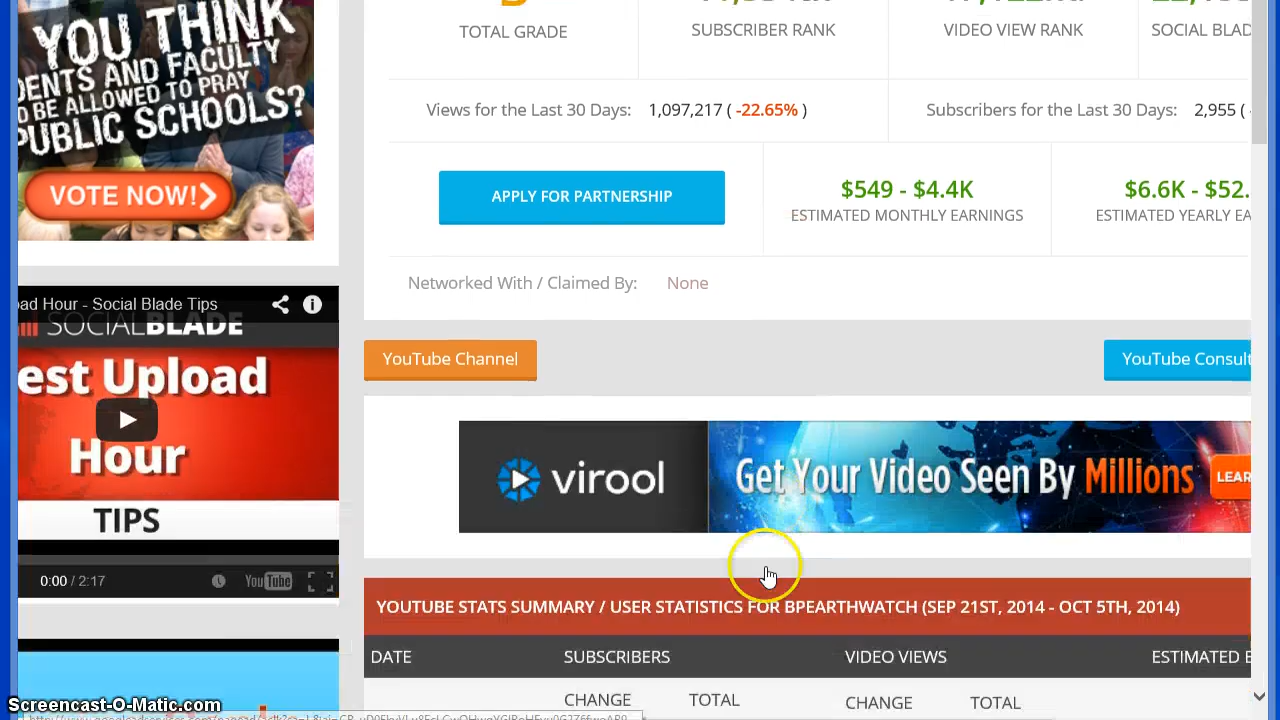 YOU THINK
DENTS AND FACULTY
BE ALLOWED TO PRAY
PUBLIC SCHOOLS?
VOTE NOW!
TOTAL GRADE
SUBSCRIBER RANK
VIDEO VIEW RANK
SOCIAL BLAD
Views for the Last 30 Days: 1,097,217 ( -22.65% )
Subscribers for the Last 30 Days: 2,955 (
APPLY FOR PARTNERSHIP
$549 - $4.4K
ESTIMATED MONTHLY EARNINGS
$6.6K - $52.
ESTIMATED YEARLY EA
Networked With / Claimed By: None
oad Hour - Social Blade Tips
SOCIALBLADE
est Upload
Hour
TIPS
0:00 / 2:17
YouTube
YouTube Channel
YouTube Consult
virool
Get Your Video Seen By Millions
LEAR
YOUTUBE STATS SUMMARY / USER STATISTICS FOR BPEARTHWATCH (SEP 21ST, 2014 - OCT 5TH, 2014)
DATE
SUBSCRIBERS
VIDEO VIEWS
ESTIMATED E
CHANGE
TOTAL
CHANGE
TOTAL
Screencast-O-Matic.com